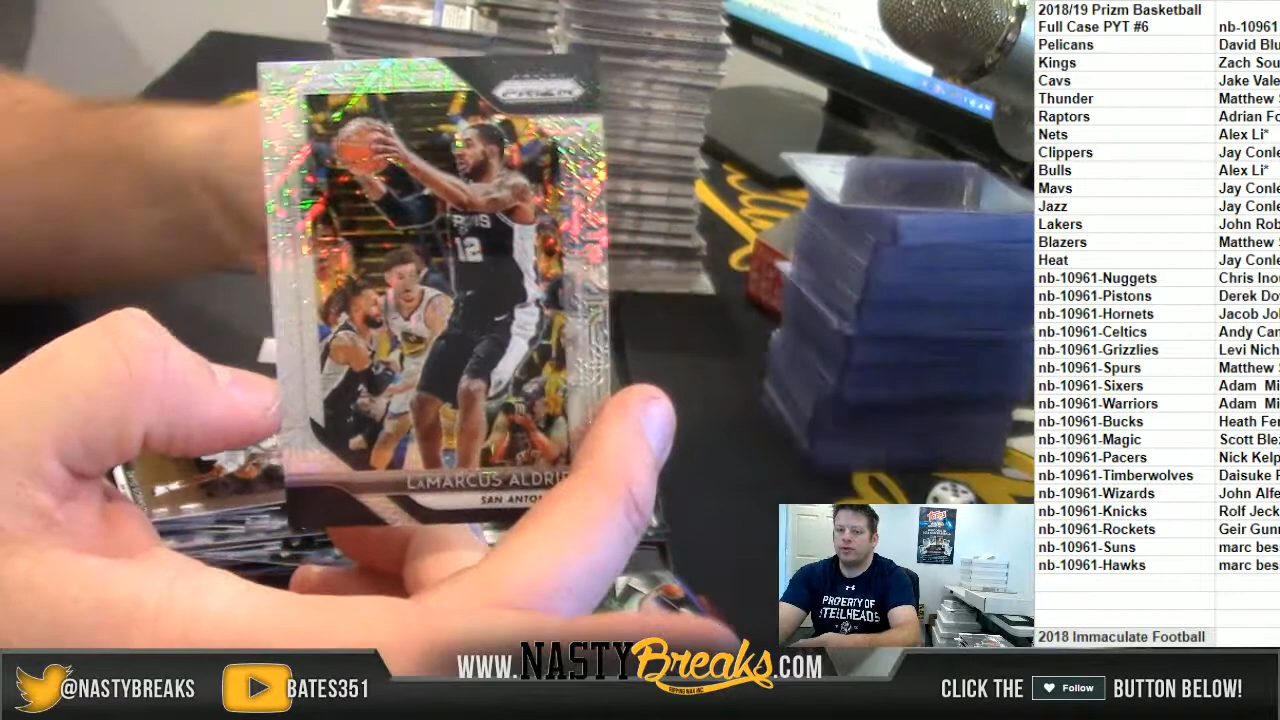 2018/19 Prizm Basketball
Full Case PYT #6 nb-10961
Pelicans David Blu
Kings Zach Sou
Cavs Jake Vale
Thunder Matthew
Raptors Adrian Fo
Nets Alex Li*
Clippers Jay Conle
Bulls Alex Li*
Mavs Jay Conle
Jazz Jay Conle
Lakers John Rob
Blazers Matthew
Heat Jay Conle
nb-10961-Nuggets Chris Ino
nb-10961-Pistons Derek Do
nb-10961-Hornets Jacob Jo
nb-10961-Celtics Andy Can
nb-10961-Grizzlies Levi Nich
nb-10961-Spurs Matthew
nb-10961-Sixers Adam Mi
nb-10961-Warriors Adam Mi
nb-10961-Bucks Heath Fer
nb-10961-Magic Scott Blez
nb-10961-Pacers Nick Kelp
nb-10961-Timberwolves Daisuke F
nb-10961-Wizards John Alfe
nb-10961-Knicks Rolf Jeck
nb-10961-Rockets Geir Gunn
nb-10961-Suns marc bes
nb-10961-Hawks marc bes
2018 Immaculate Football
PRIZM
12
LaMARCUS ALDRI
SAN ANTON
PROPERTY OF
STEELHEADS
@NASTYBREAKS
BATES351
WWW.NASTYBreaks.COM
CLICK THE Follow BUTTON BELOW!